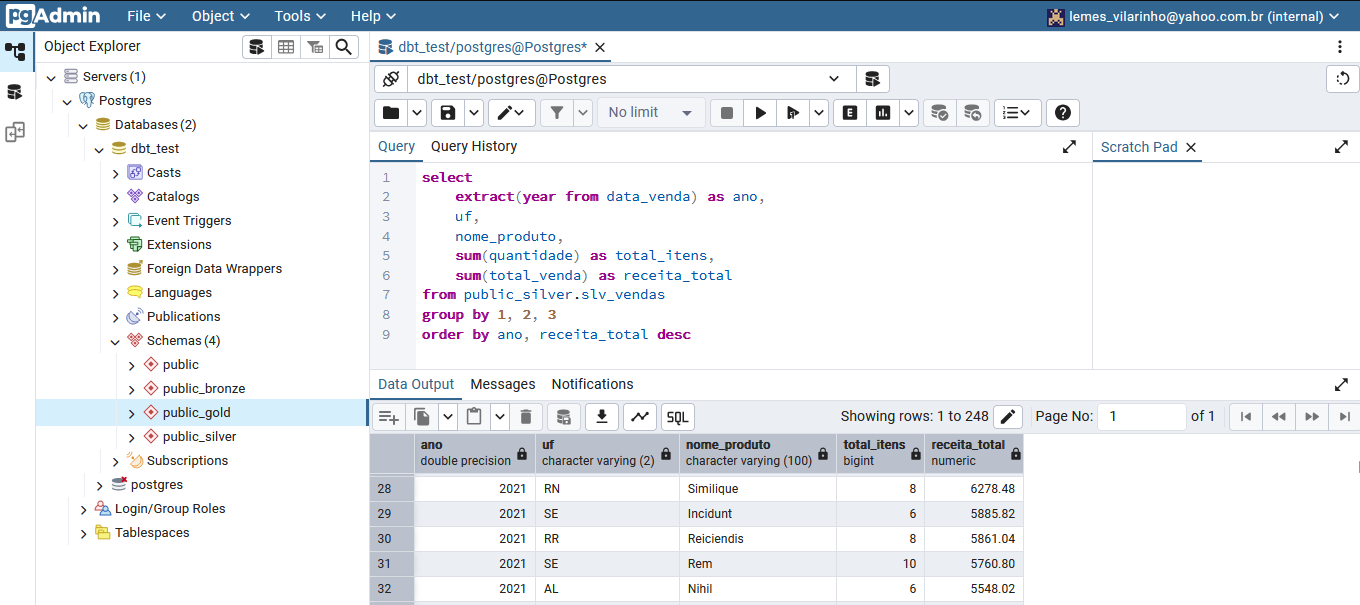 pgAdmin File Object Tools Help lemes_vilarinho@yahoo.com.br (internal)
Object Explorer
dbt_test/postgres@Postgres*
Servers (1)
Postgres
Databases (2)
dbt_test
Casts
Catalogs
Event Triggers
Extensions
Foreign Data Wrappers
Languages
Publications
Schemas (4)
public
public_bronze
public_gold
public_silver
Subscriptions
postgres
Login/Group Roles
Tablespaces
dbt_test/postgres@Postgres
No limit E
Query Query History
Scratch Pad
1 select
2 extract(year from data_venda) as ano,
3 uf,
4 nome_produto,
5 sum(quantidade) as total_itens,
6 sum(total_venda) as receita_total
7 from public_silver.slv_vendas
8 group by 1, 2, 3
9 order by ano, receita_total desc
Data Output Messages Notifications
SQL Showing rows: 1 to 248 Page No: 1 of 1
ano uf nome_produto total_itens receita_total
double precision character varying (2) character varying (100) bigint numeric
28 2021 RN Similique 8 6278.48
29 2021 SE Incidunt 6 5885.82
30 2021 RR Reiciendis 8 5861.04
31 2021 SE Rem 10 5760.80
32 2021 AL Nihil 6 5548.02